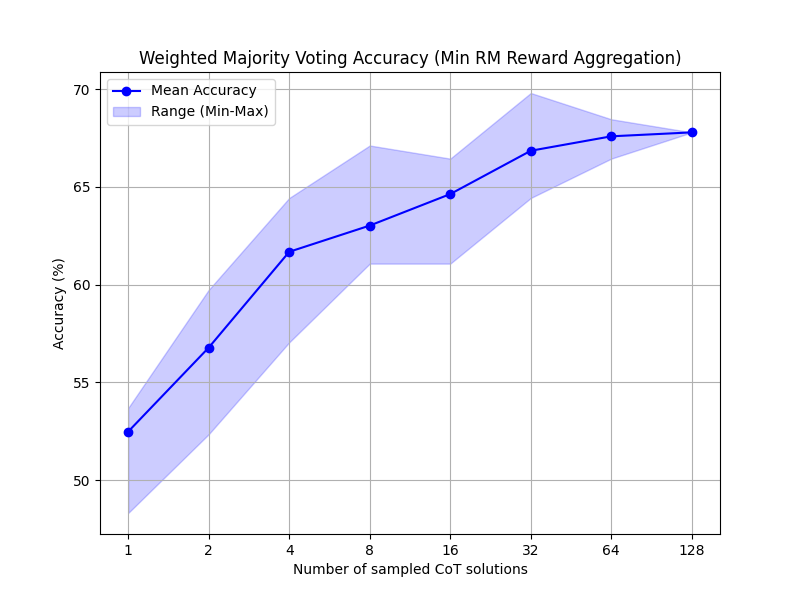 Weighted Majority Voting Accuracy (Min RM Reward Aggregation)
Mean Accuracy
Range (Min-Max)
70
65
60
55
50
Accuracy (%)
1 2 4 8 16 32 64 128
Number of sampled CoT solutions